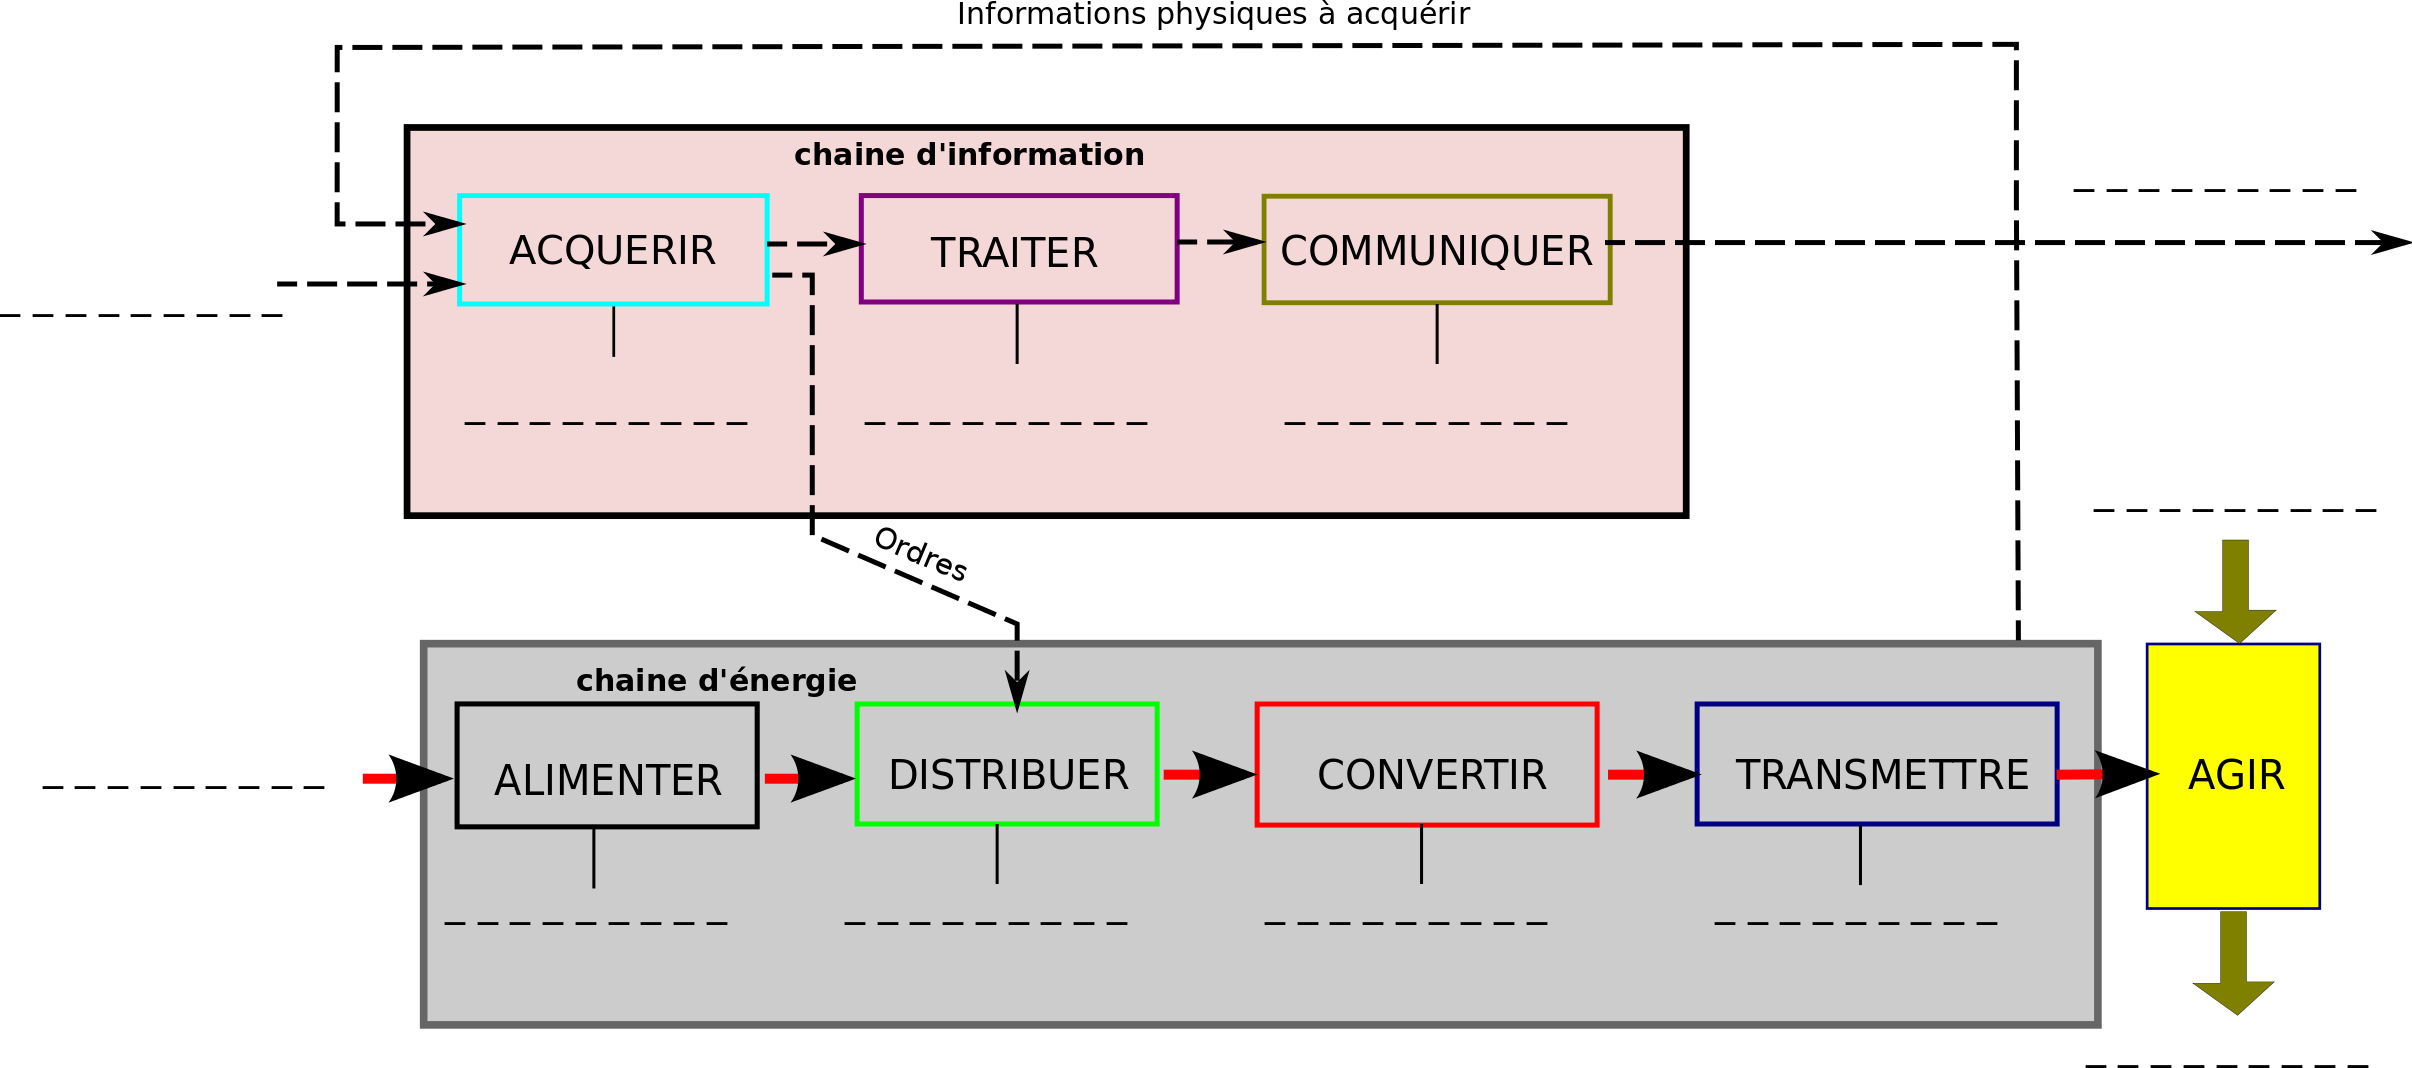 Informations physiques à acquérir
chaine d'information
ACQUERIR
TRAITER
COMMUNIQUER
Ordres
chaine d'énergie
ALIMENTER
DISTRIBUER
CONVERTIR
TRANSMETTRE
AGIR